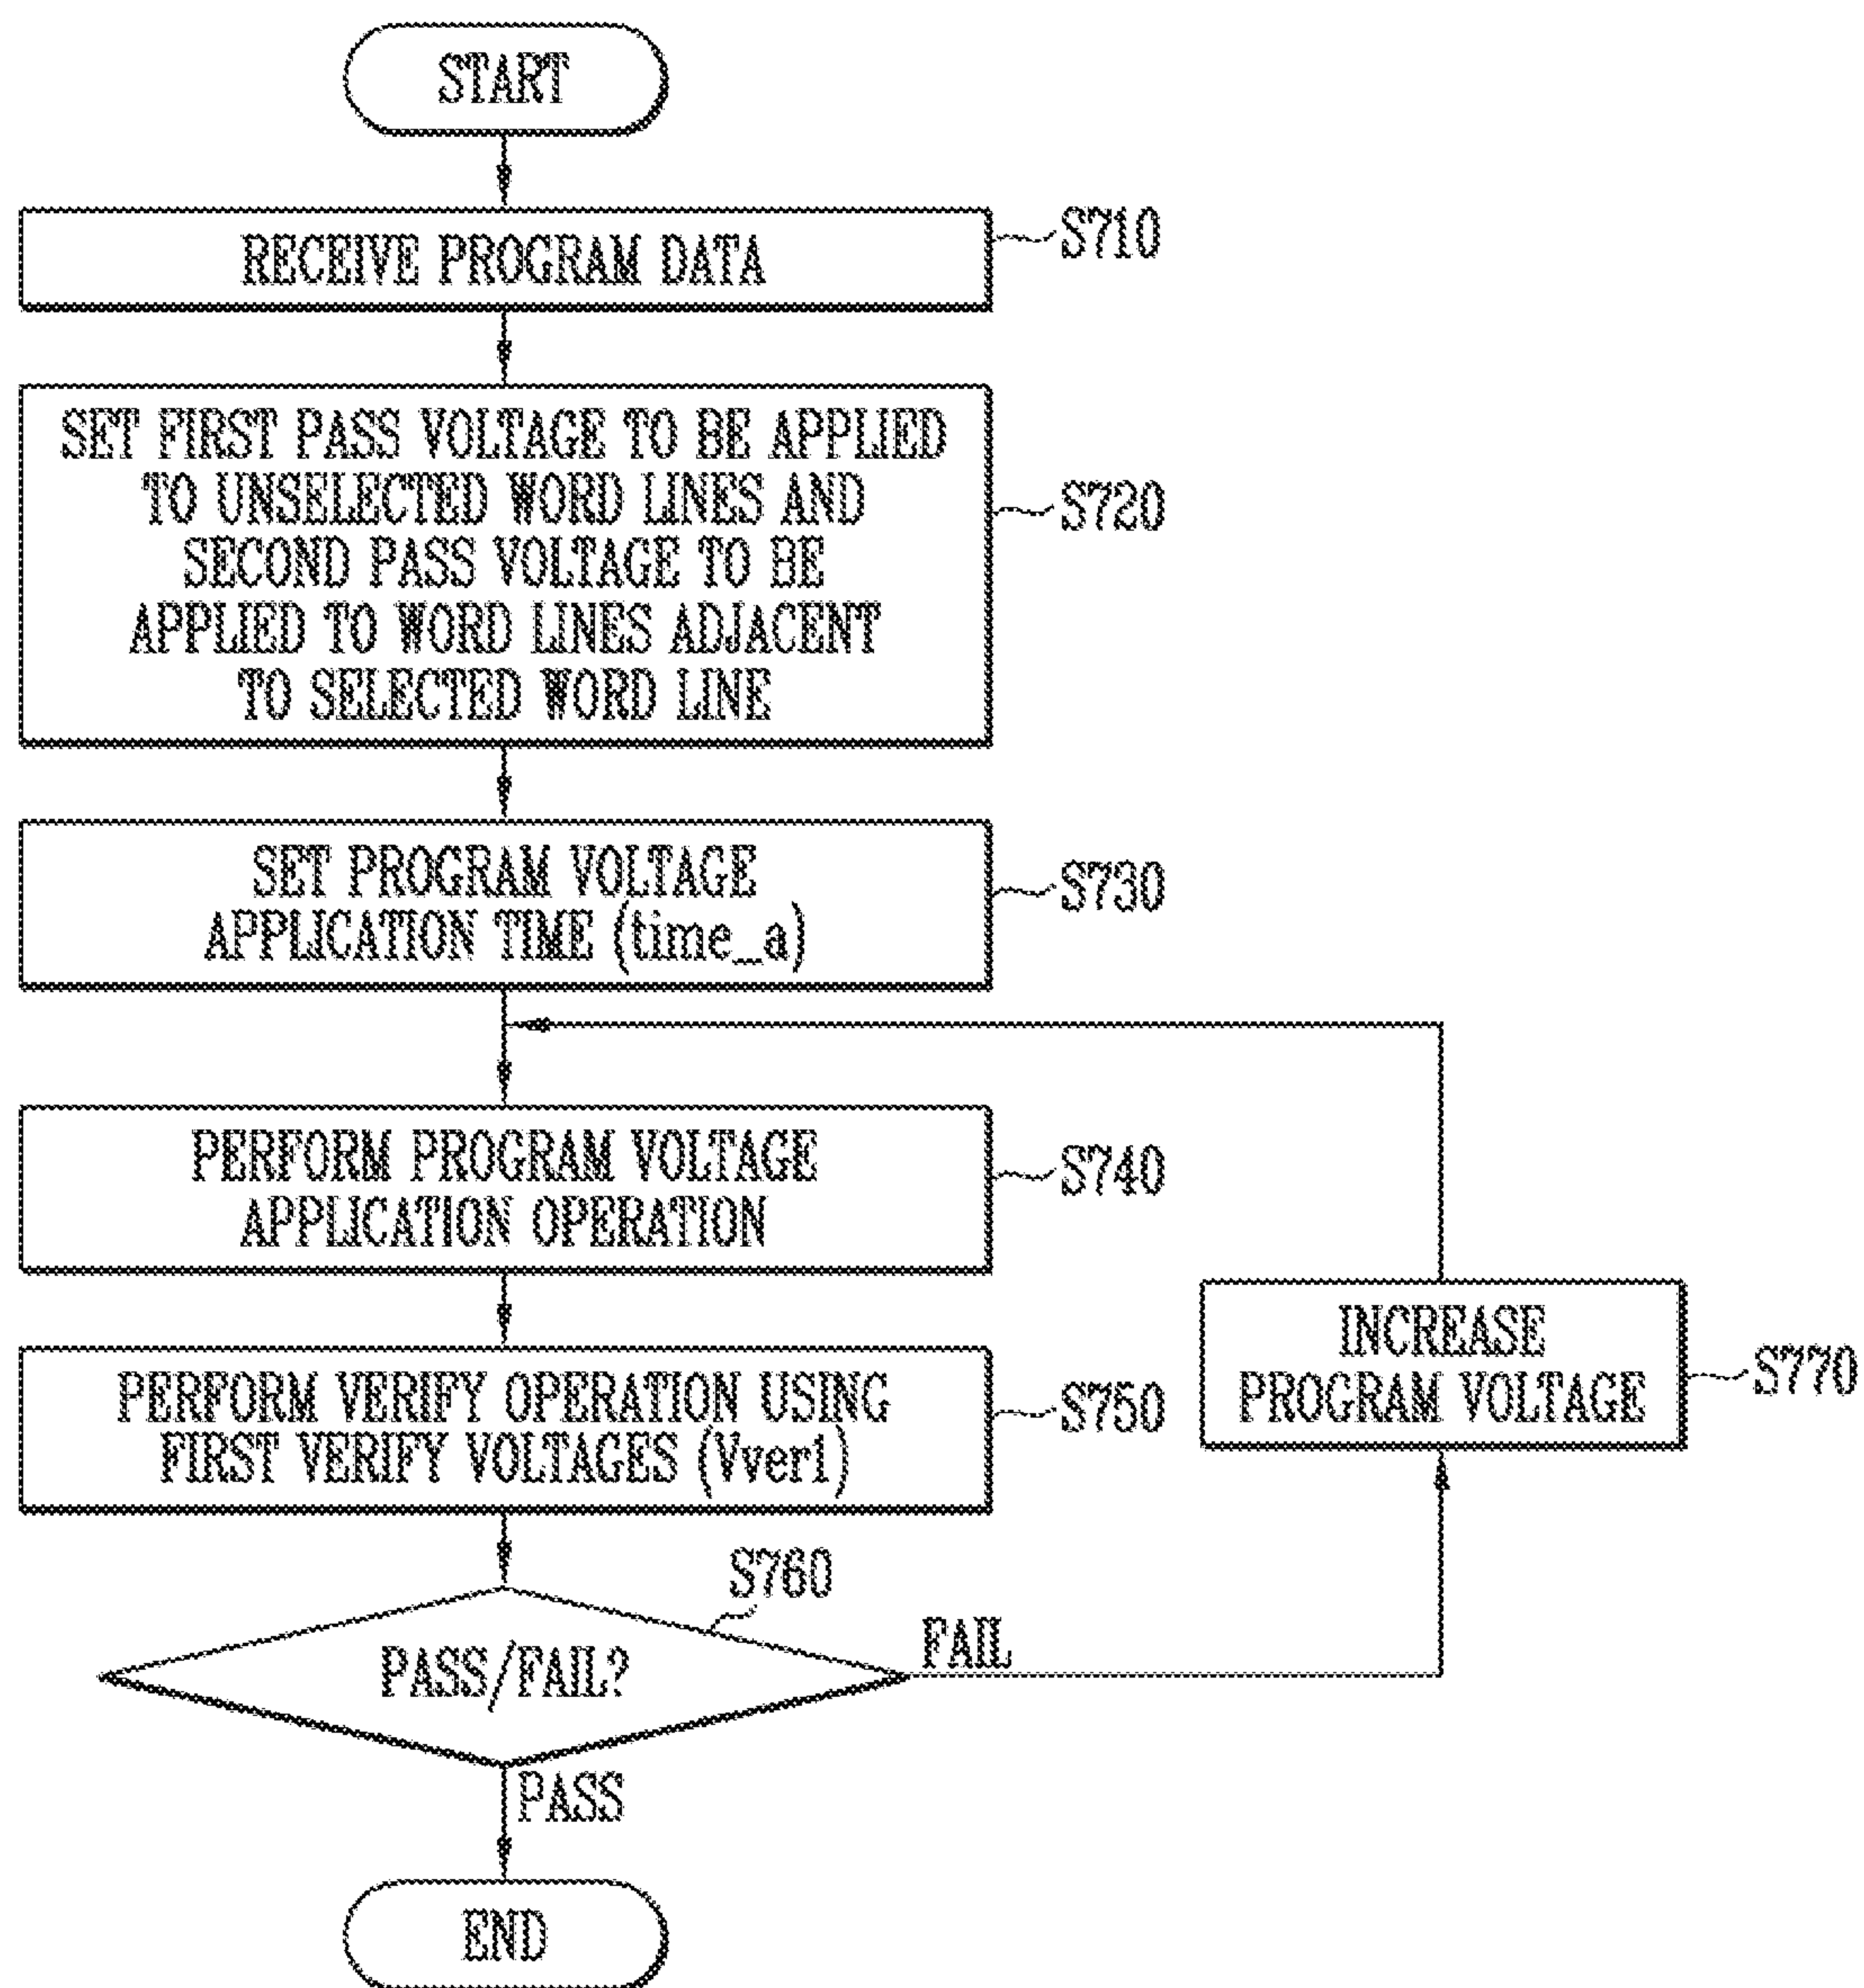 START
RECEIVE PROGRAM DATA
S710
SET FIRST PASS VOLTAGE TO BE APPLIED
TO UNSELECTED WORD LINES AND
SECOND PASS VOLTAGE TO BE
APPLIED TO WORD LINES ADJACENT
TO SELECTED WORD LINE
S720
SET PROGRAM VOLTAGE
APPLICATION TIME (time_a)
S730
PERFORM PROGRAM VOLTAGE
APPLICATION OPERATION
S740
INCREASE
PROGRAM VOLTAGE
S770
PERFORM VERIFY OPERATION USING
FIRST VERIFY VOLTAGES (Vver1)
S750
S760
PASS/FAIL?
FAIL
PASS
END